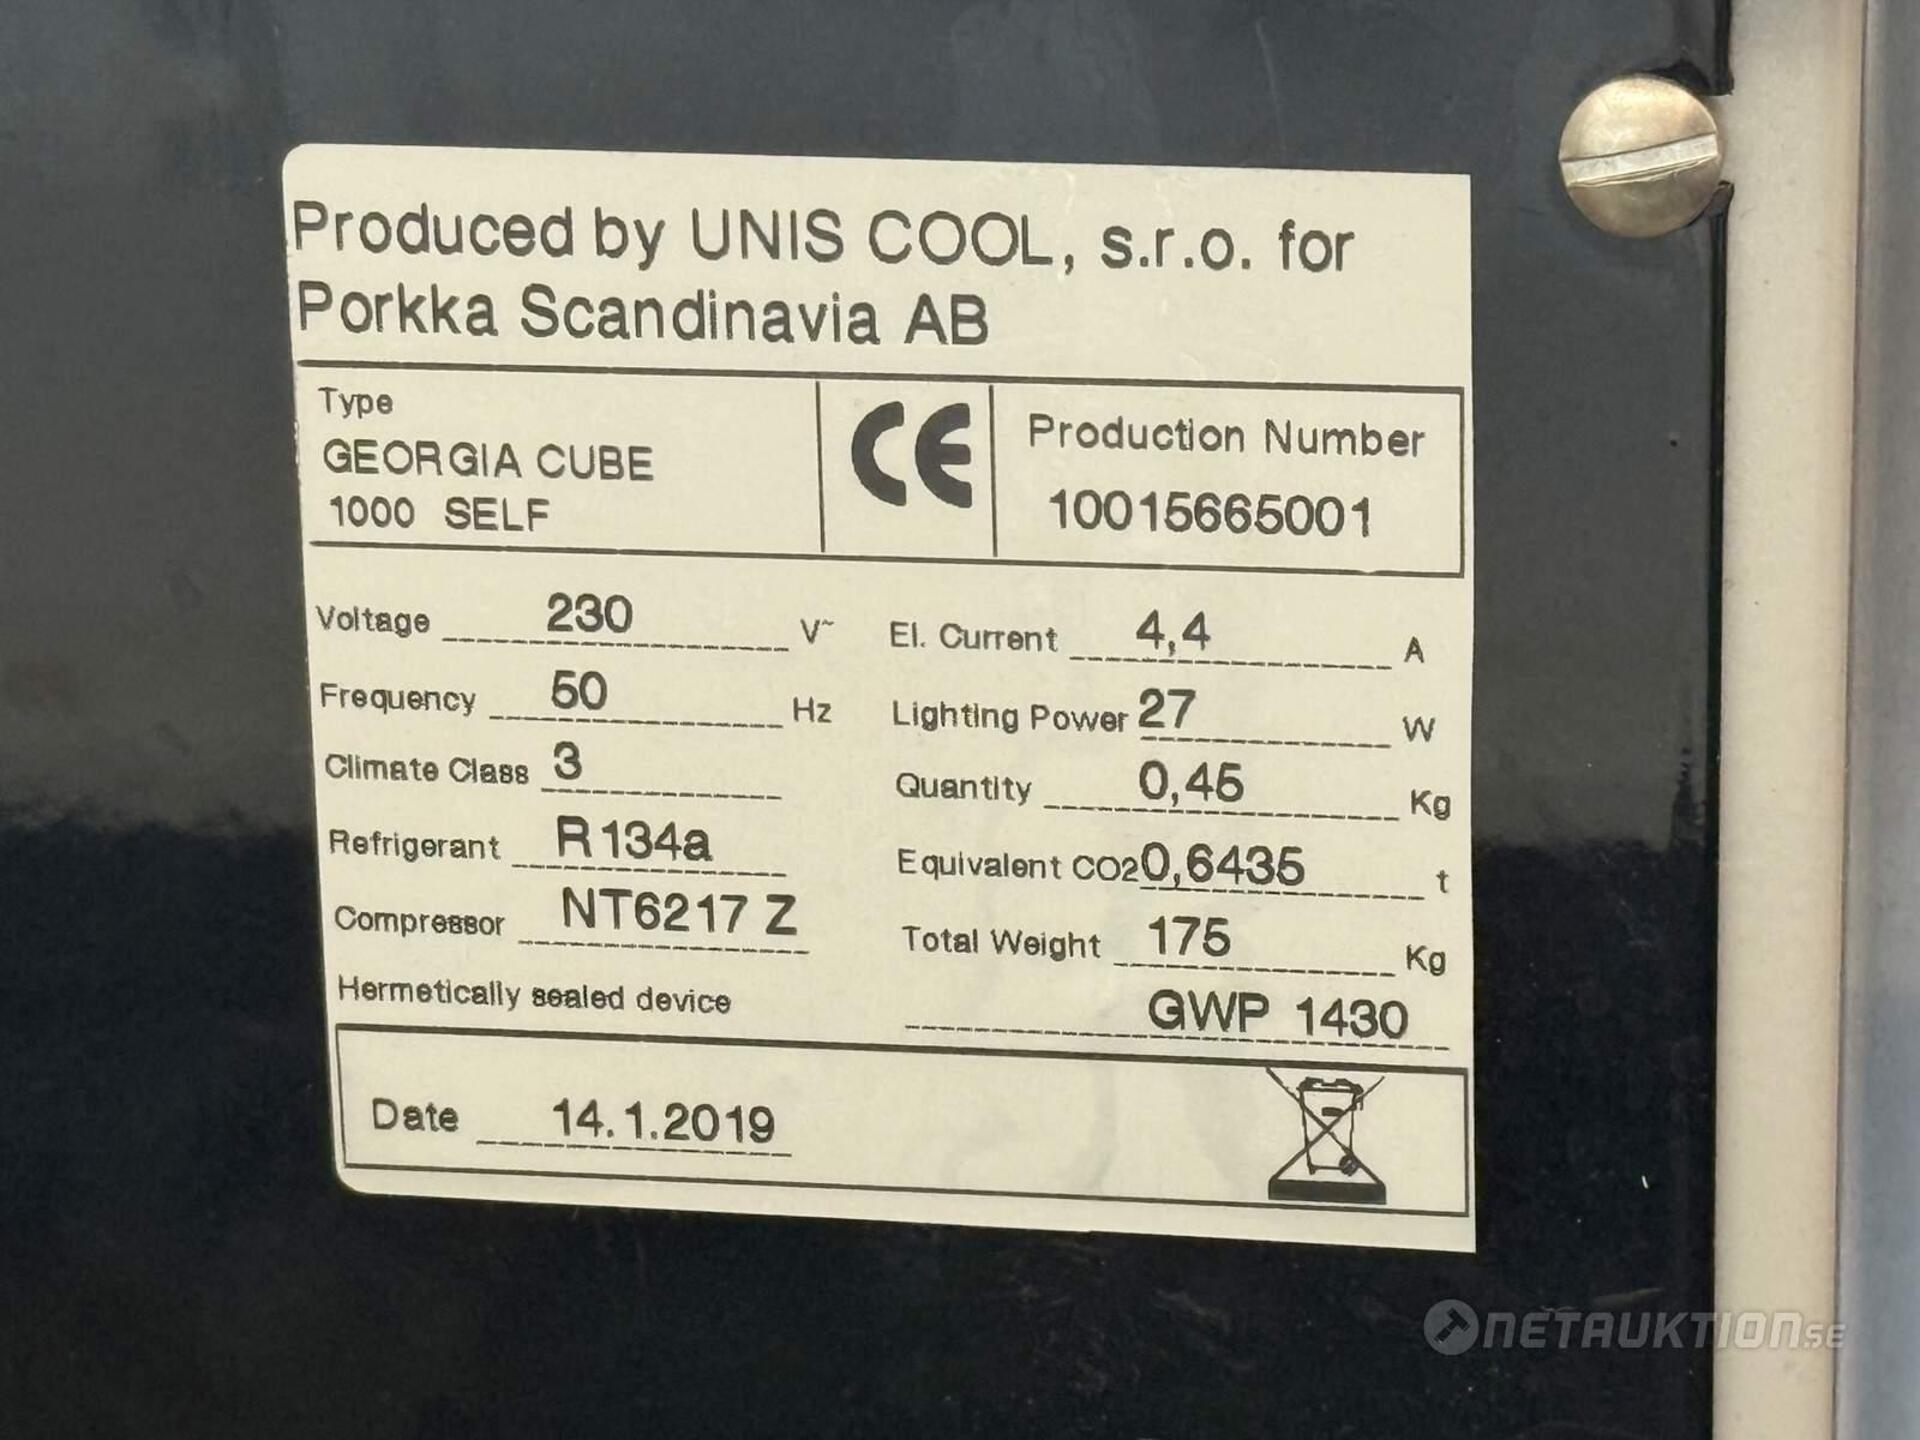 Produced by UNIS COOL, s.r.o. for
Porkka Scandinavia AB
Type
GEORGIA CUBE
1000 SELF
CE
Production Number
10015665001
Voltage 230 V~
El. Current 4,4 A
Frequency 50 Hz
Lighting Power 27 W
Climate Class 3
Quantity 0,45 Kg
Refrigerant R134a
Equivalent CO2 0,6435 t
Compressor NT6217 Z
Total Weight 175 Kg
Hermetically sealed device
GWP 1430
Date 14.1.2019
NETAUKTION.SE